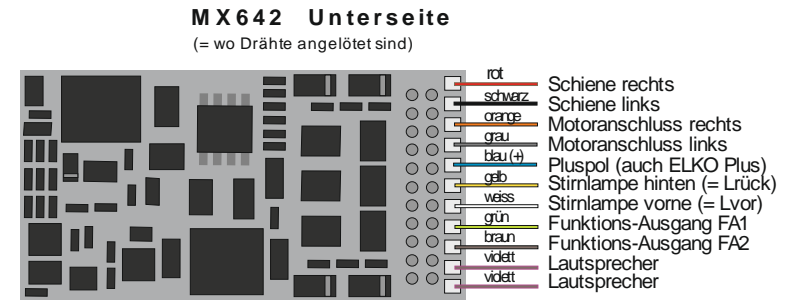 MX642 Unterseite
(= wo Drähte angelötet sind)
rot Schiene rechts
schwarz Schiene links
orange Motoranschluss rechts
grau Motoranschluss links
blau (+) Pluspol (auch ELKO Plus)
gelb Stirnlampe hinten (= Lrück)
weiss Stirnlampe vorne (= Lvor)
grün Funktions-Ausgang FA1
braun Funktions-Ausgang FA2
violett Lautsprecher
violett Lautsprecher